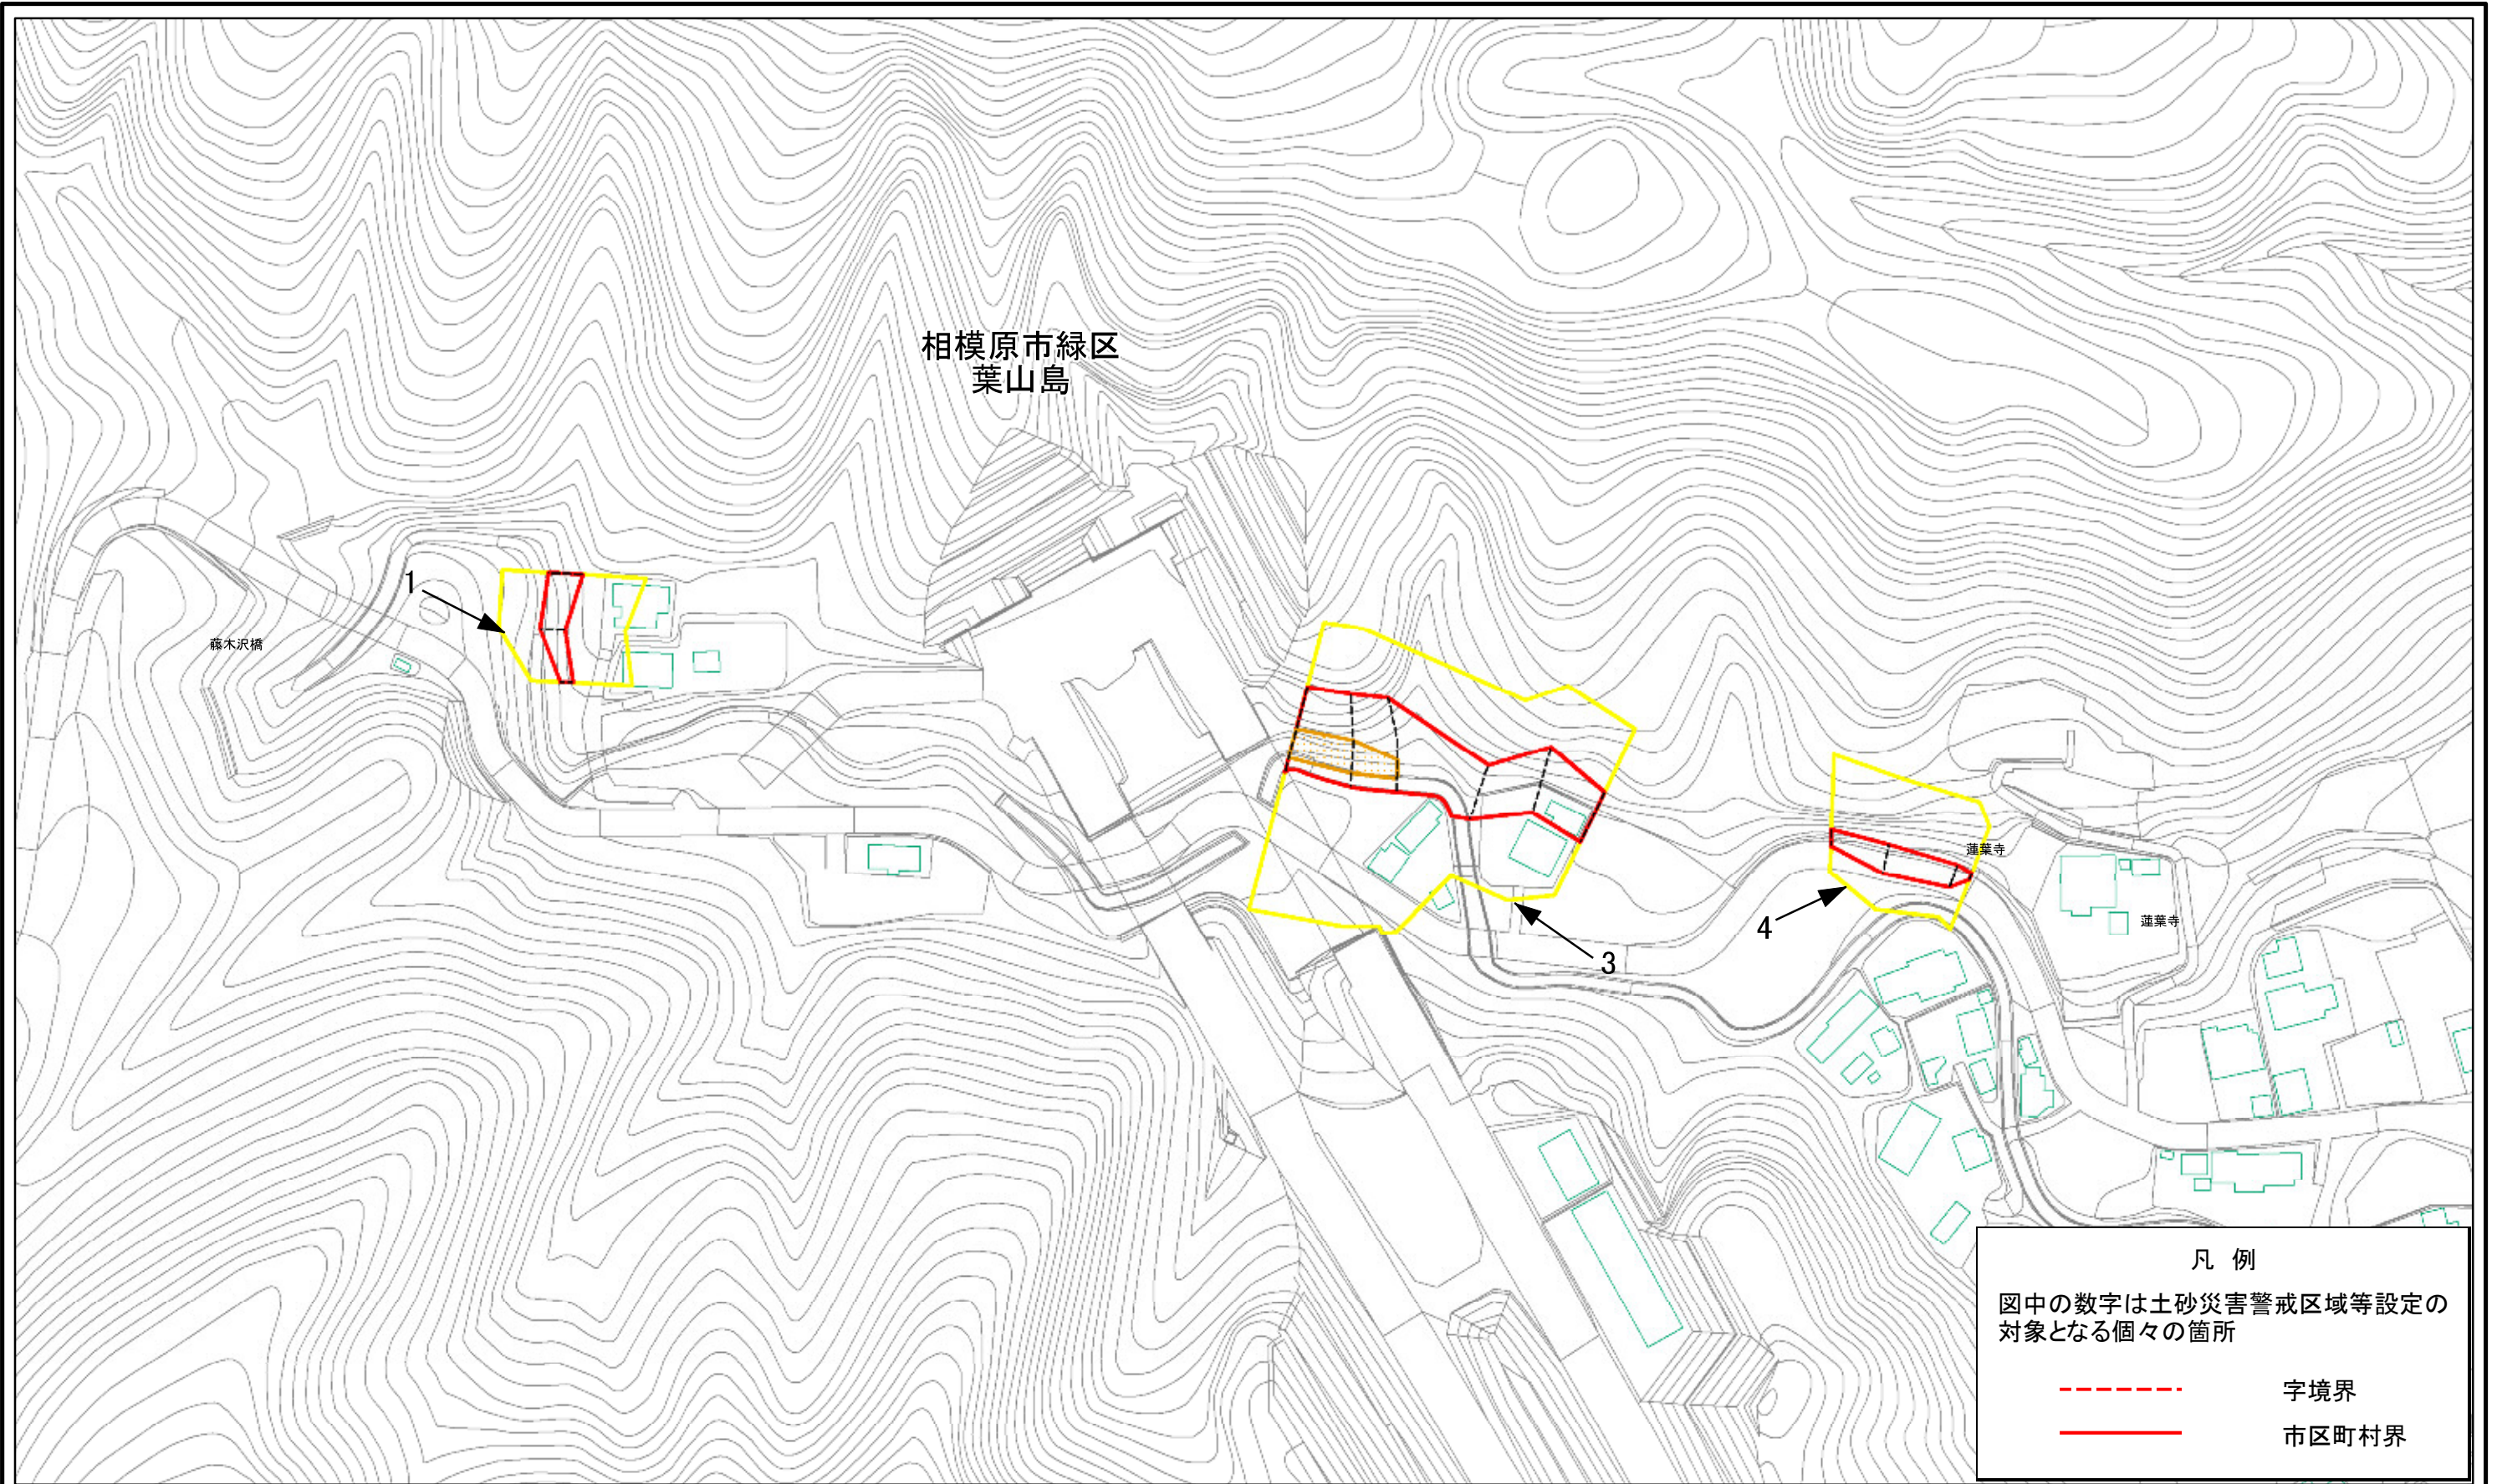 相模原市緑区
葉山島
1
藤木沢橋
蓮葉寺
蓮葉寺
4
3
凡 例
図中の数字は土砂災害警戒区域等設定の
対象となる個々の箇所
字境界
市区町村界